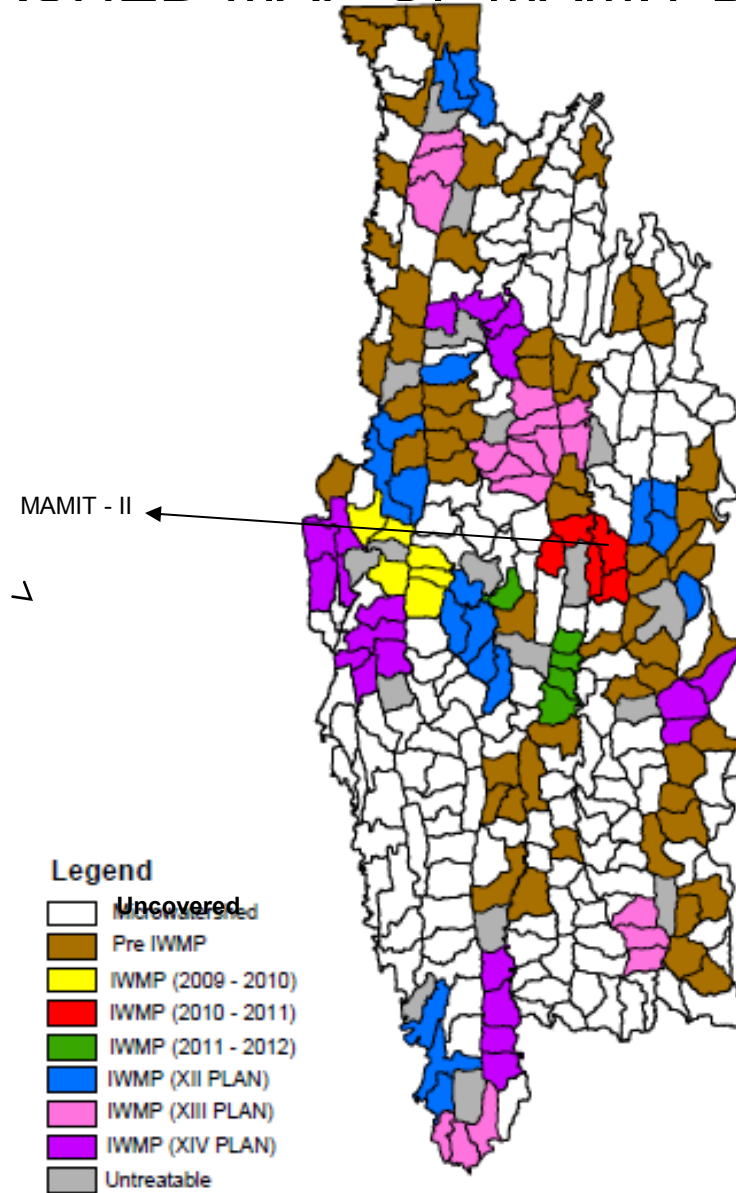 MAMIT - II
Legend
Uncovered
Microwatershed
Pre IWMP
IWMP (2009 - 2010)
IWMP (2010 - 2011)
IWMP (2011 - 2012)
IWMP (XII PLAN)
IWMP (XIII PLAN)
IWMP (XIV PLAN)
Untreatable